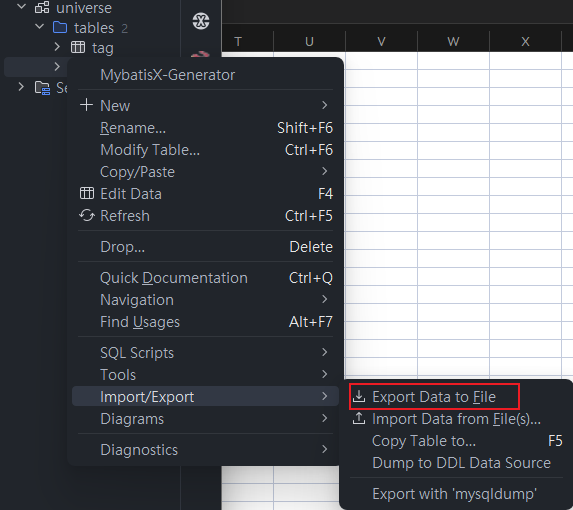 universe
tables 2
tag
T U V W X
MybatisX-Generator
New
Rename... Shift+F6
Modify Table... Ctrl+F6
Copy/Paste
Edit Data F4
Refresh Ctrl+F5
Drop... Delete
Quick Documentation Ctrl+Q
Navigation
Find Usages Alt+F7
SQL Scripts
Tools
Import/Export
Diagrams
Diagnostics
Export Data to File
Import Data from File(s)...
Copy Table to... F5
Dump to DDL Data Source
Export with 'mysqldump'